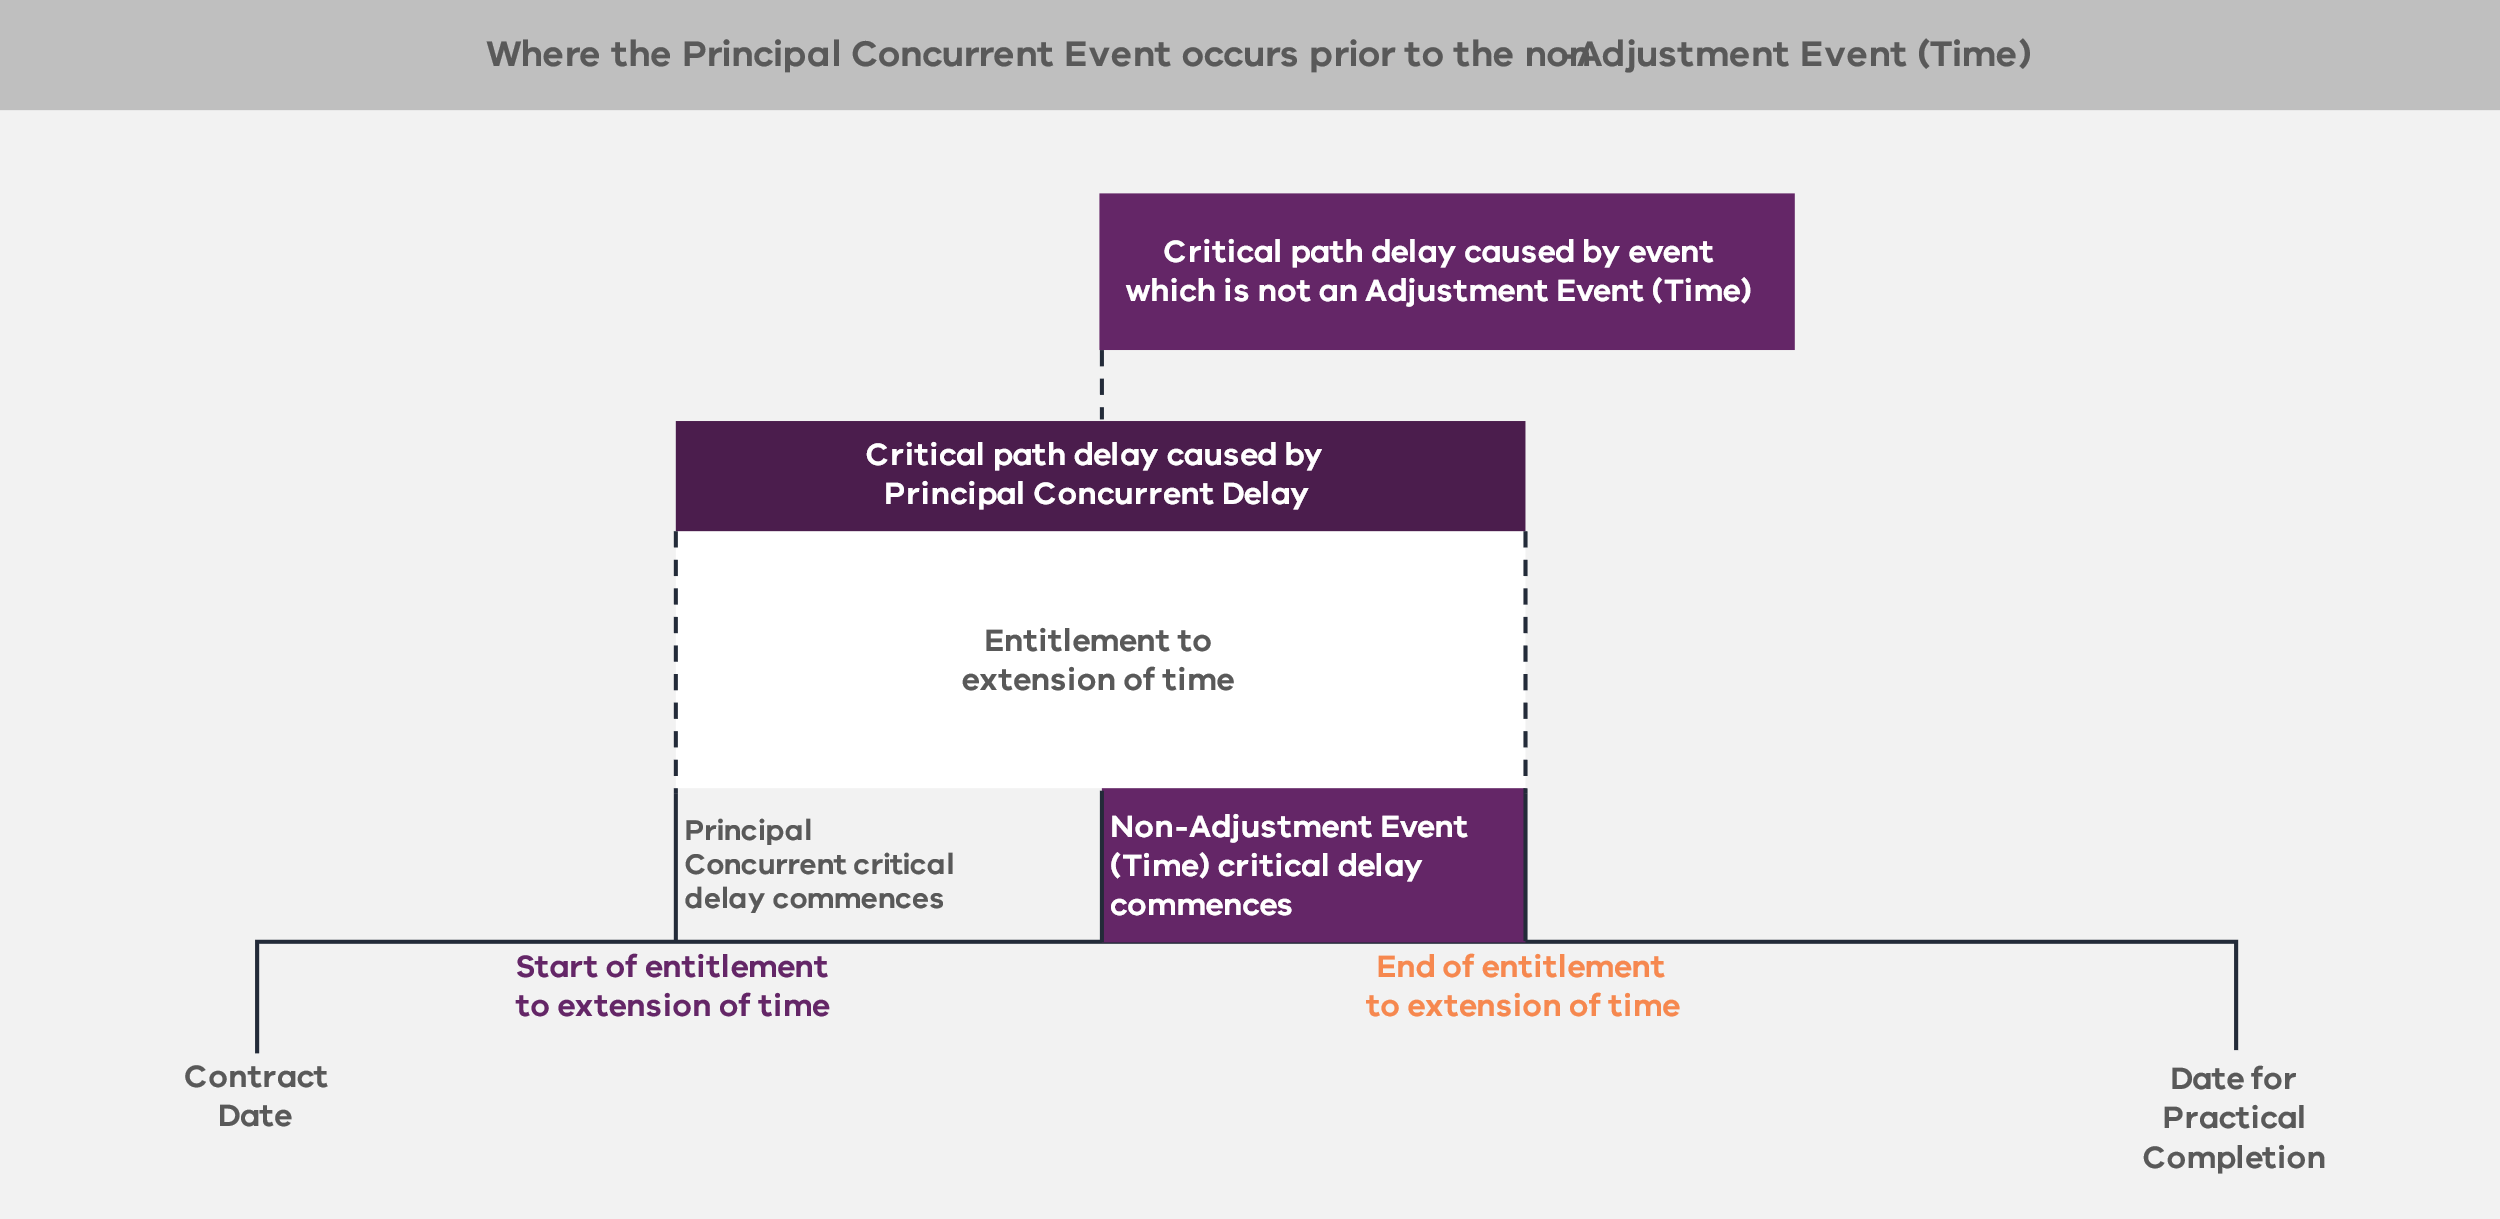 Where the Principal Concurrent Event occurs prior to the non-Adjustment Event (Time)
Critical path delay caused by event
which is not an Adjustment Event (Time)
Critical path delay caused by
Principal Concurrent Delay
Entitlement to
extension of time
Principal
Concurrent critical
delay commences
Non-Adjustment Event
(Time) critical delay
commences
Start of entitlement
to extension of time
End of entitlement
to extension of time
Contract
Date
Date for
Practical
Completion